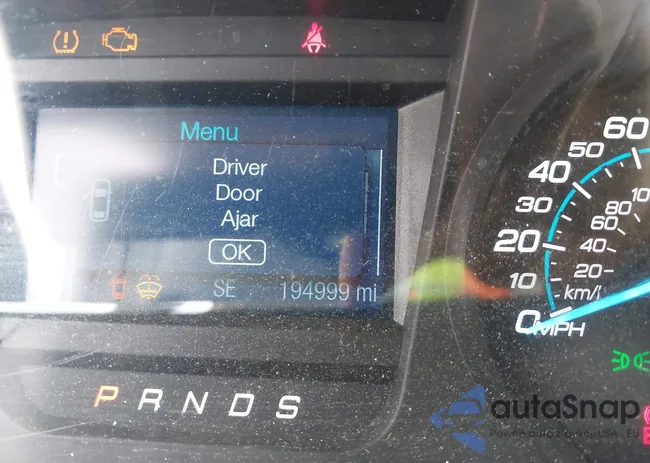 Menu
Driver
Door
Ajar
OK
SE 194999 mi
P R N D S
60
50
40
30
20
10
0 MPH
80
60
40
20
km/
autaSnap